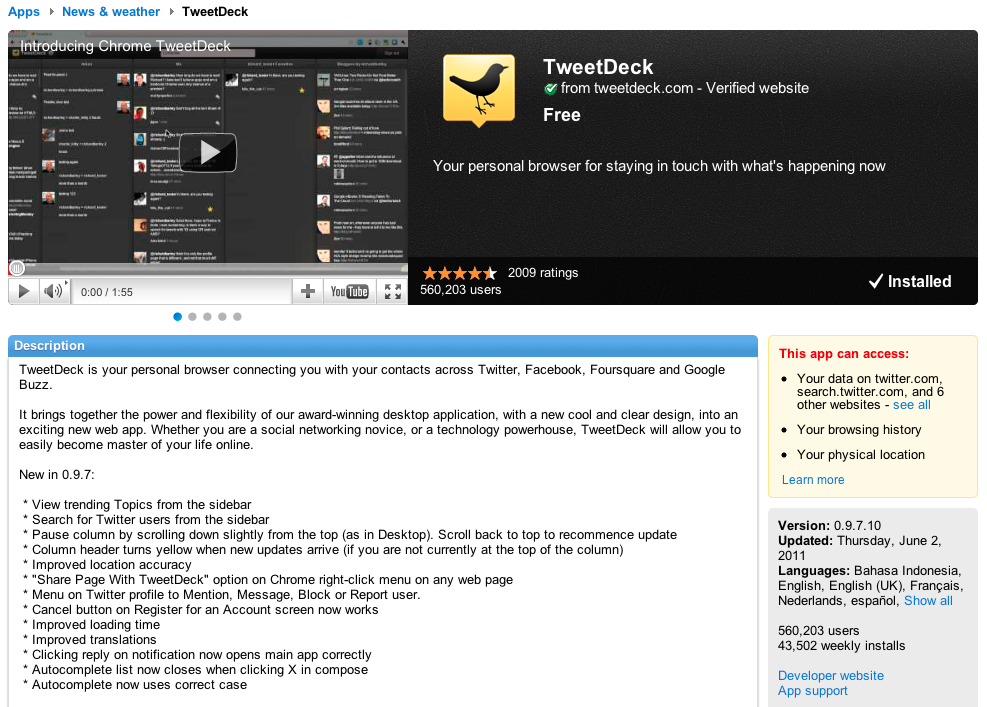 Apps News & weather TweetDeck
Introducing Chrome TweetDeck
TweetDeck
from tweetdeck.com - Verified website
Free
Your personal browser for staying in touch with what's happening now
2009 ratings
560,203 users
Installed
0:00 / 1:55
YouTube
Description
TweetDeck is your personal browser connecting you with your contacts across Twitter, Facebook, Foursquare and Google
Buzz.
It brings together the power and flexibility of our award-winning desktop application, with a new cool and clear design, into an
exciting new web app. Whether you are a social networking novice, or a technology powerhouse, TweetDeck will allow you to
easily become master of your life online.
New in 0.9.7:
* View trending Topics from the sidebar
* Search for Twitter users from the sidebar
* Pause column by scrolling down slightly from the top (as in Desktop). Scroll back to top to recommence update
* Column header turns yellow when new updates arrive (if you are not currently at the top of the column)
* Improved location accuracy
* "Share Page With TweetDeck" option on Chrome right-click menu on any web page
* Menu on Twitter profile to Mention, Message, Block or Report user.
* Cancel button on Register for an Account screen now works
* Improved loading time
* Improved translations
* Clicking reply on notification now opens main app correctly
* Autocomplete list now closes when clicking X in compose
* Autocomplete now uses correct case
This app can access:
Your data on twitter.com,
search.twitter.com, and 6
other websites - see all
Your browsing history
Your physical location
Learn more
Version: 0.9.7.10
Updated: Thursday, June 2,
2011
Languages: Bahasa Indonesia,
English, English (UK), Français,
Nederlands, español, Show all
560,203 users
43,502 weekly installs
Developer website
App support